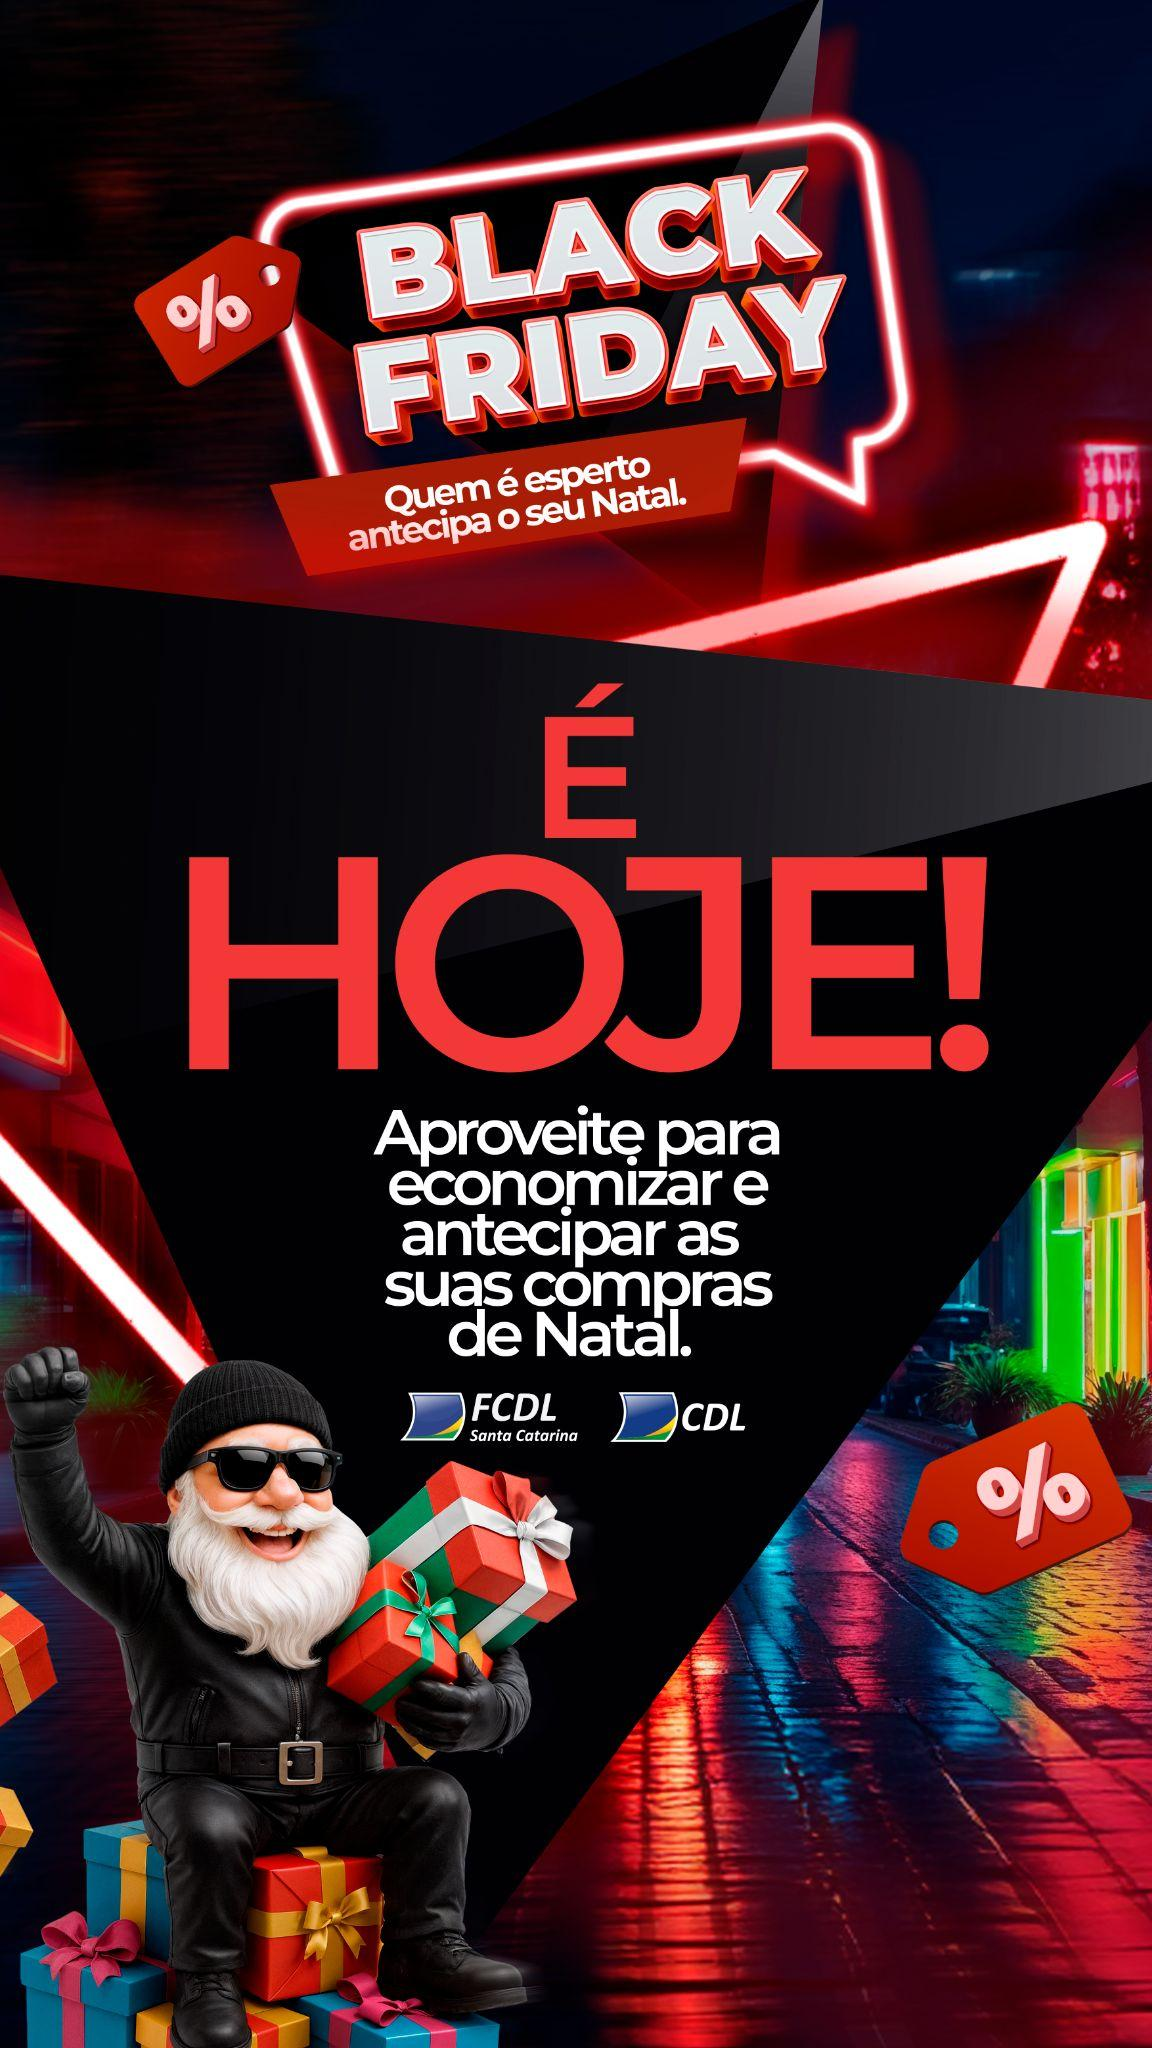 BLACK
FRIDAY
%
Quem é esperto
antecipa o seu Natal.
É
HOJE!
Aproveite para
economizar e
antecipar as
suas compras
de Natal.
FCDL
Santa Catarina
CDL
%